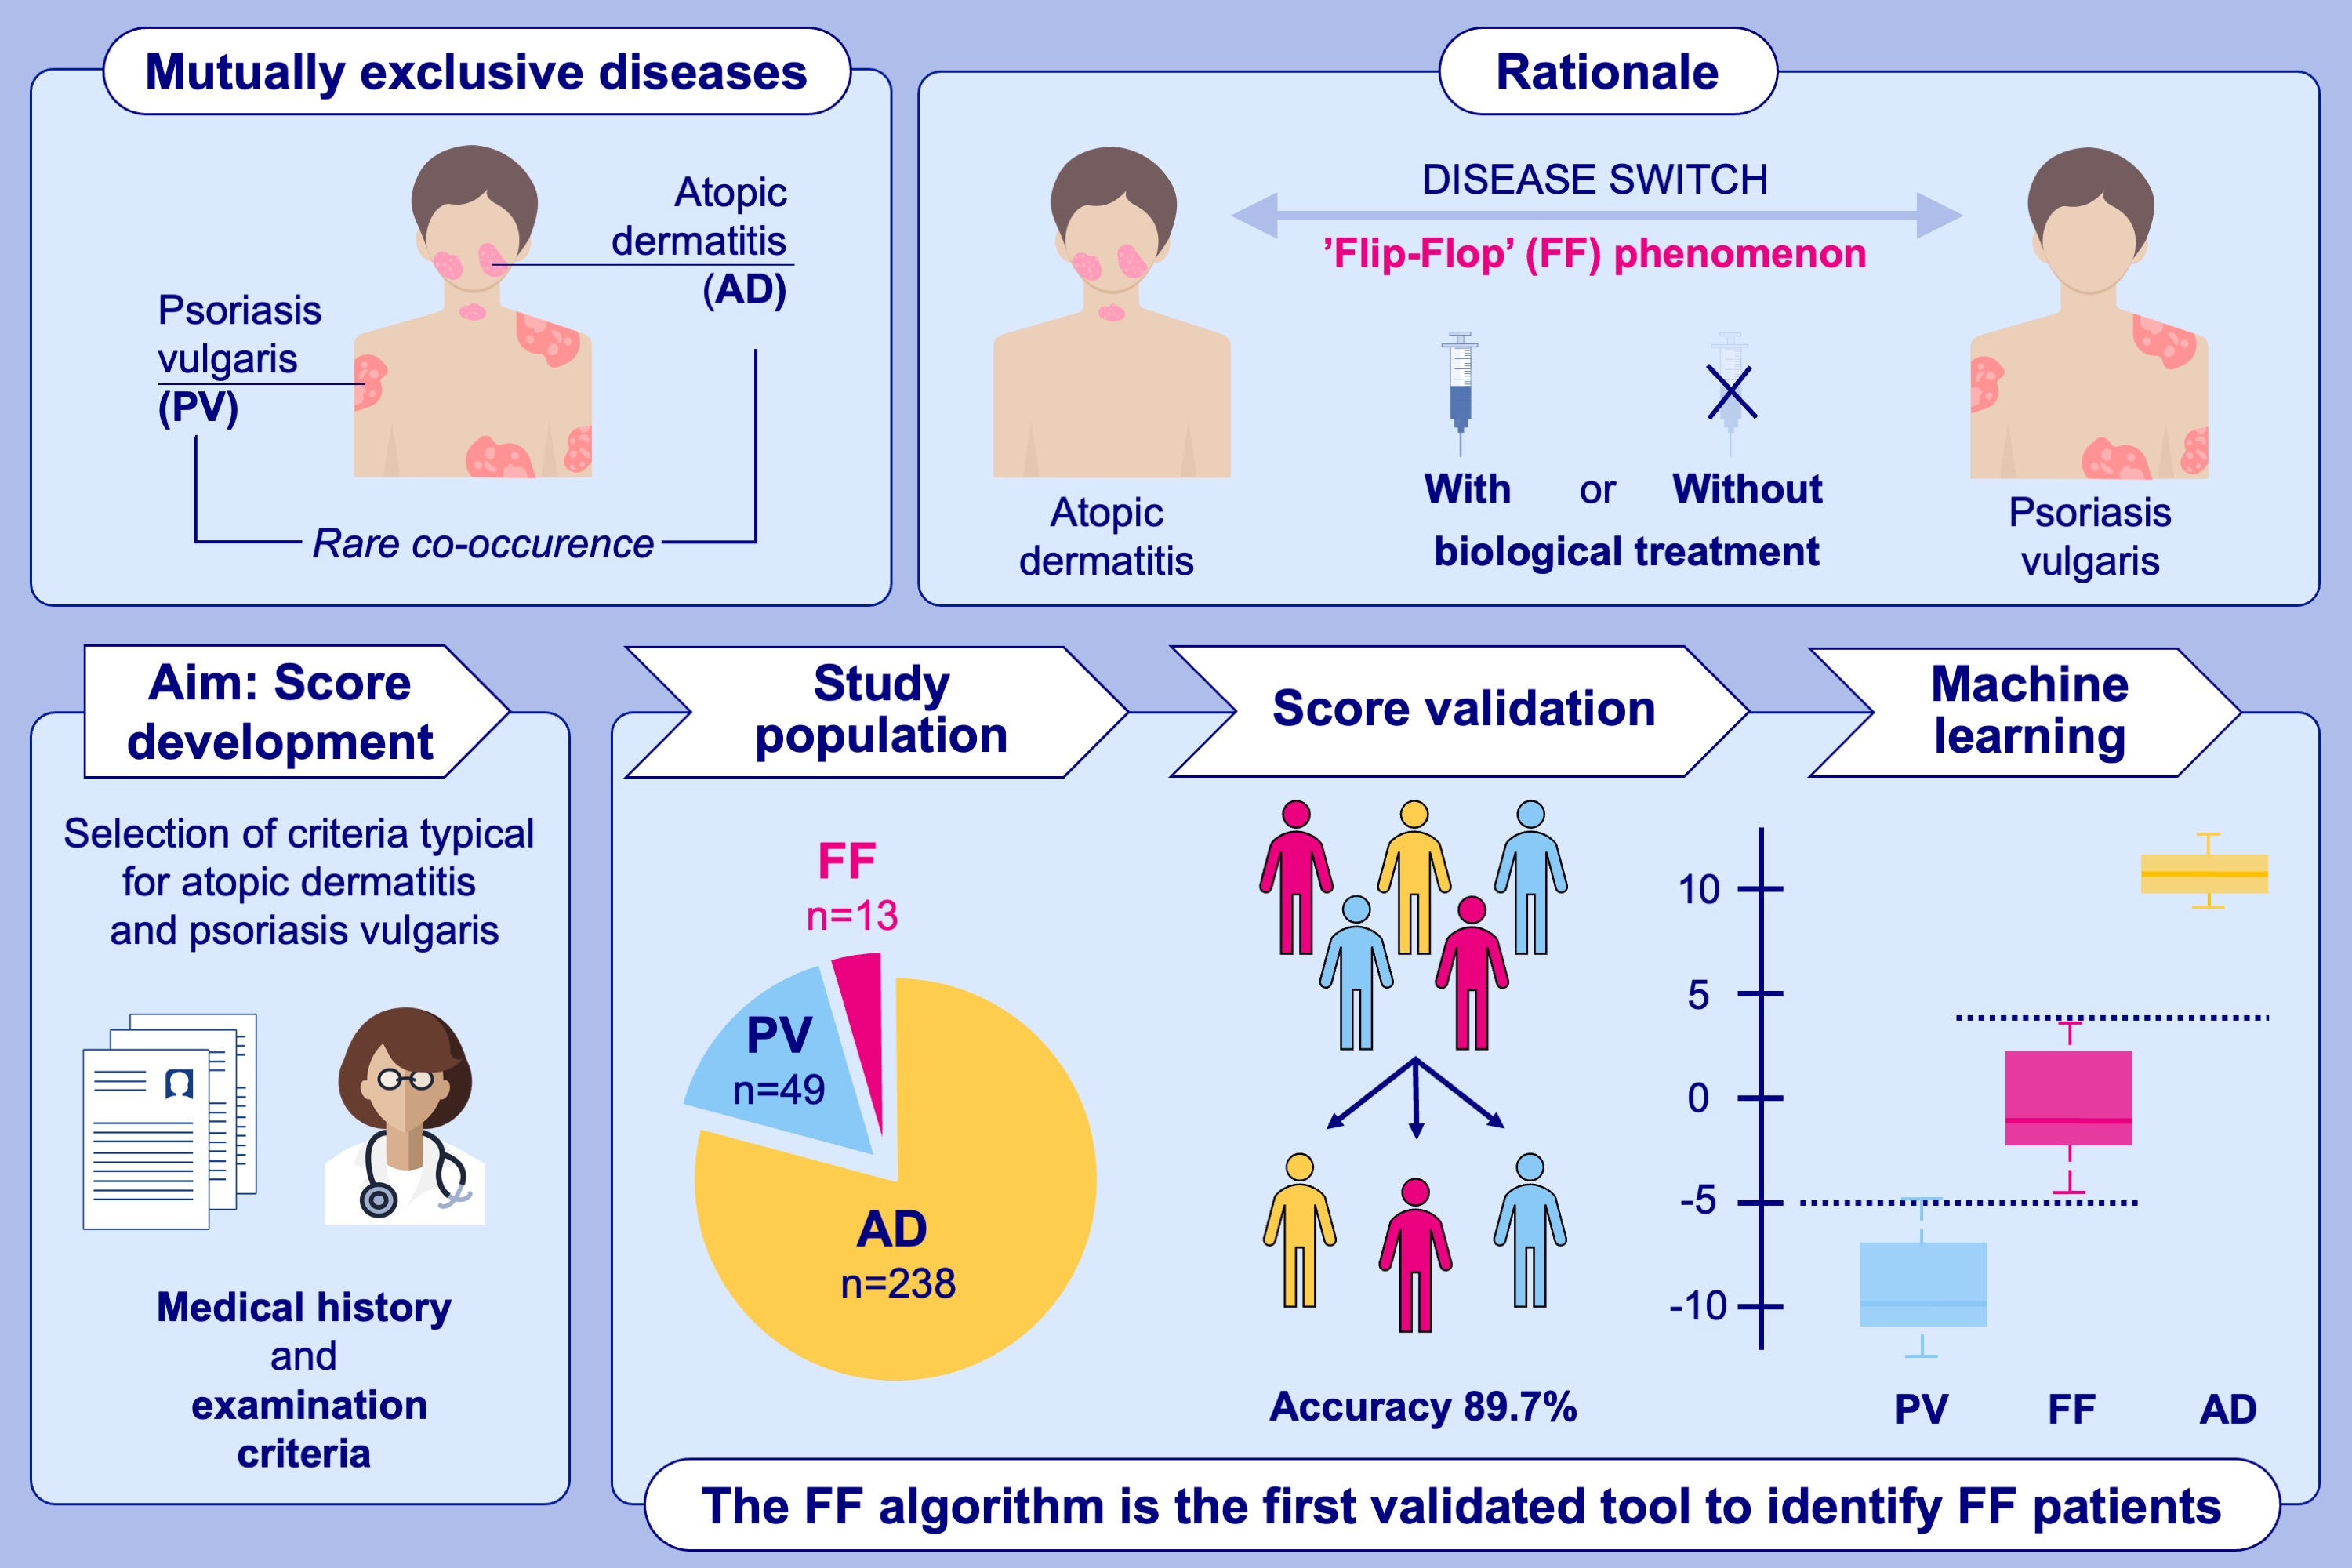 Mutually exclusive diseases
Atopic
dermatitis
(AD)
Psoriasis
vulgaris
(PV)
Rare co-occurence
Rationale
DISEASE SWITCH
’Flip-Flop’ (FF) phenomenon
With or Without
biological treatment
Atopic
dermatitis
Psoriasis
vulgaris
Aim: Score
development
Selection of criteria typical
for atopic dermatitis
and psoriasis vulgaris
Medical history
and
examination
criteria
Study
population
FF
n=13
PV
n=49
AD
n=238
Score validation
Accuracy 89.7%
Machine
learning
10
5
0
-5
-10
PV FF AD
The FF algorithm is the first validated tool to identify FF patients